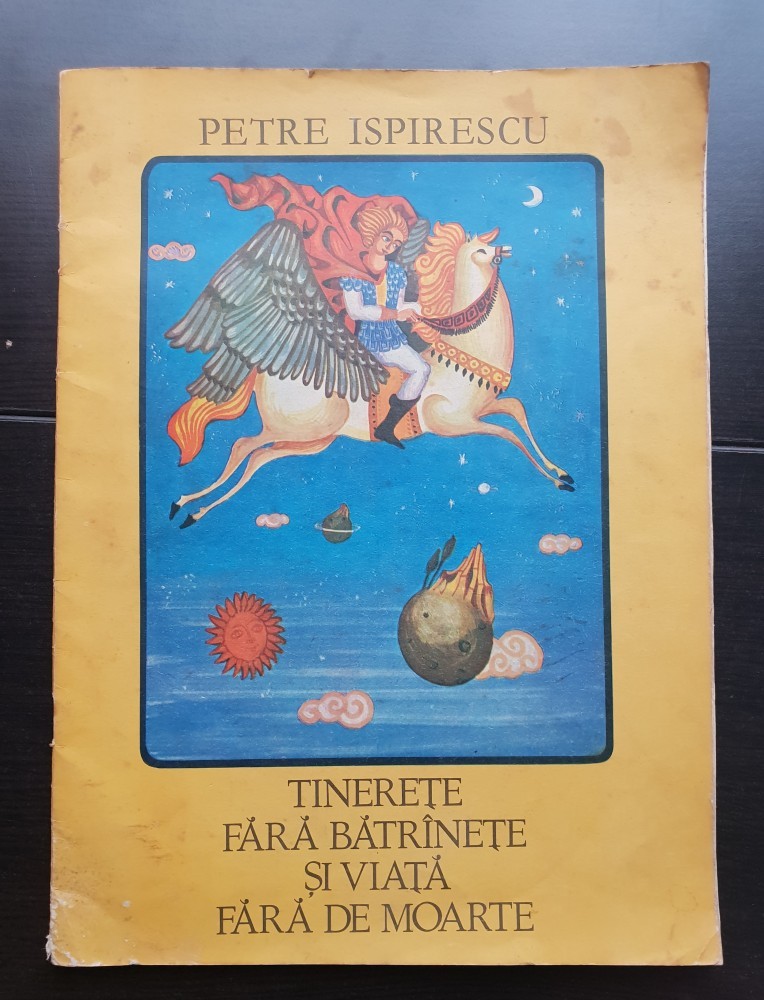 PETRE ISPIRESCU
TINEREȚE
FĂRĂ BĂTRÎNEȚE
ȘI VIAȚĂ
FĂRĂ DE MOARTE